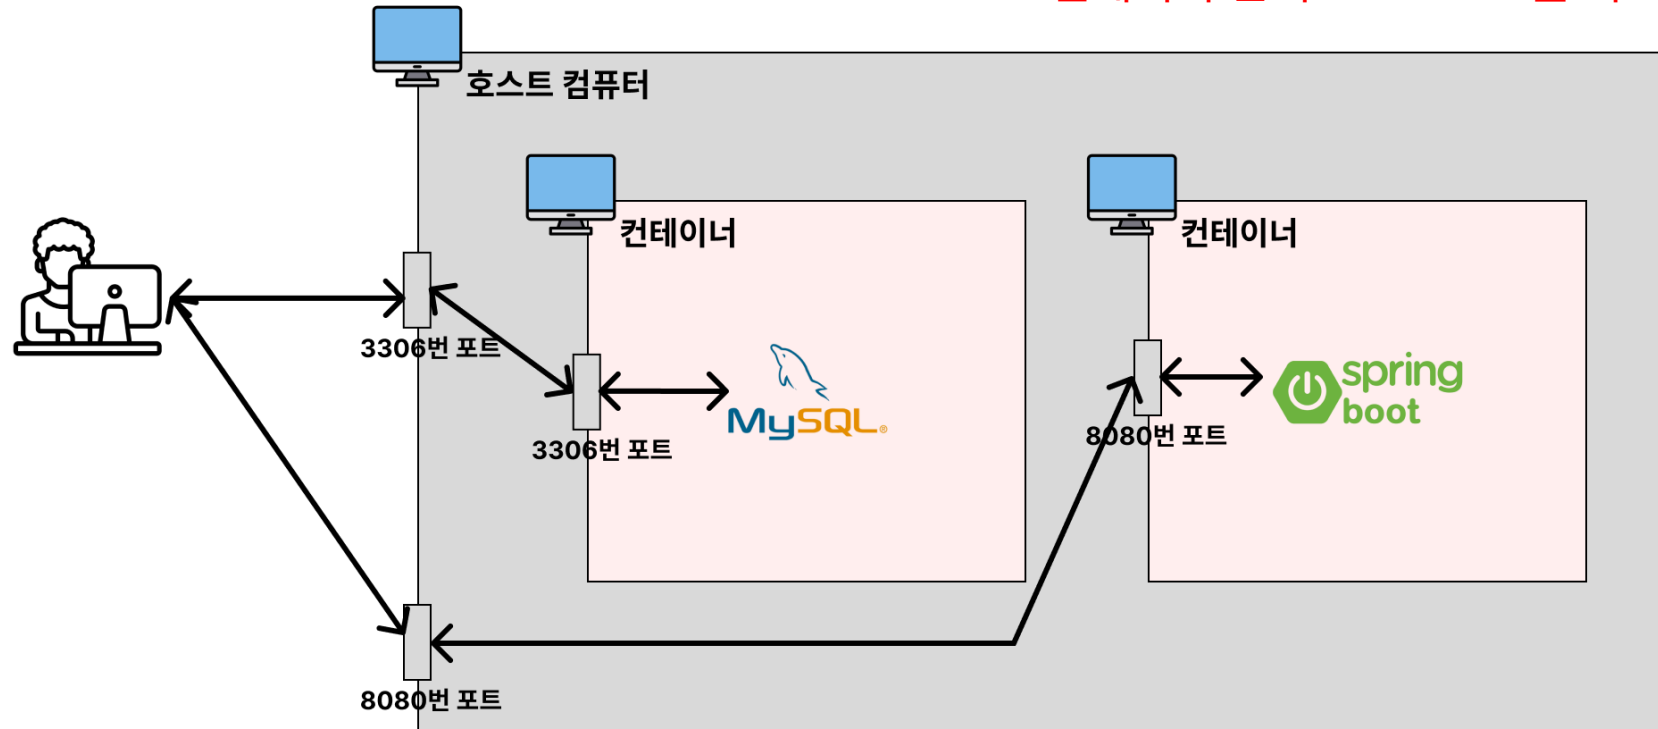 호스트 컴퓨터
컨테이너
컨테이너
3306번 포트
MySQL®
3306번 포트
spring
boot
8080번 포트
8080번 포트